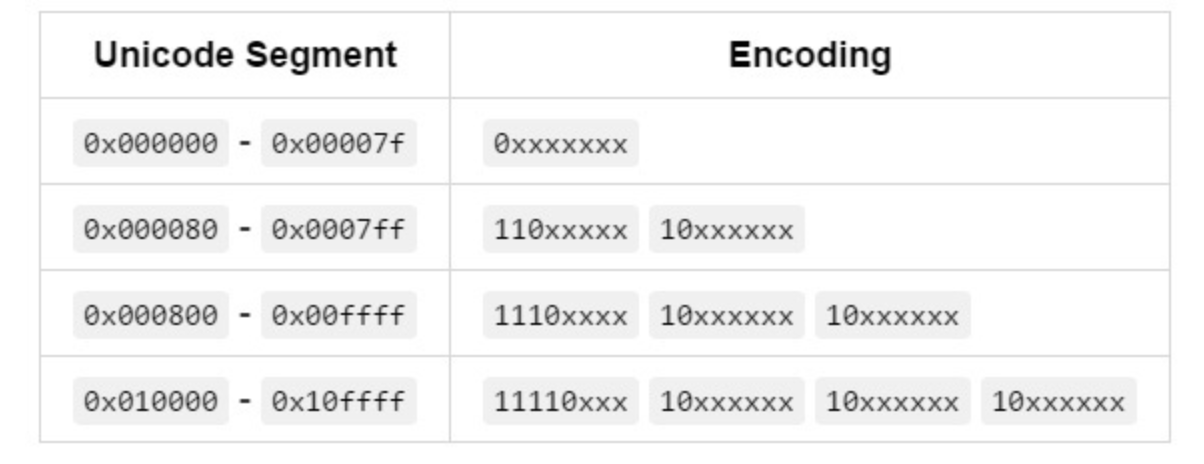 Unicode Segment Encoding
0x000000 - 0x00007f 0xxxxxxx
0x000080 - 0x0007ff 110xxxxx 10xxxxxx
0x000800 - 0x00ffff 1110xxxx 10xxxxxx 10xxxxxx
0x010000 - 0x10ffff 11110xxx 10xxxxxx 10xxxxxx 10xxxxxx